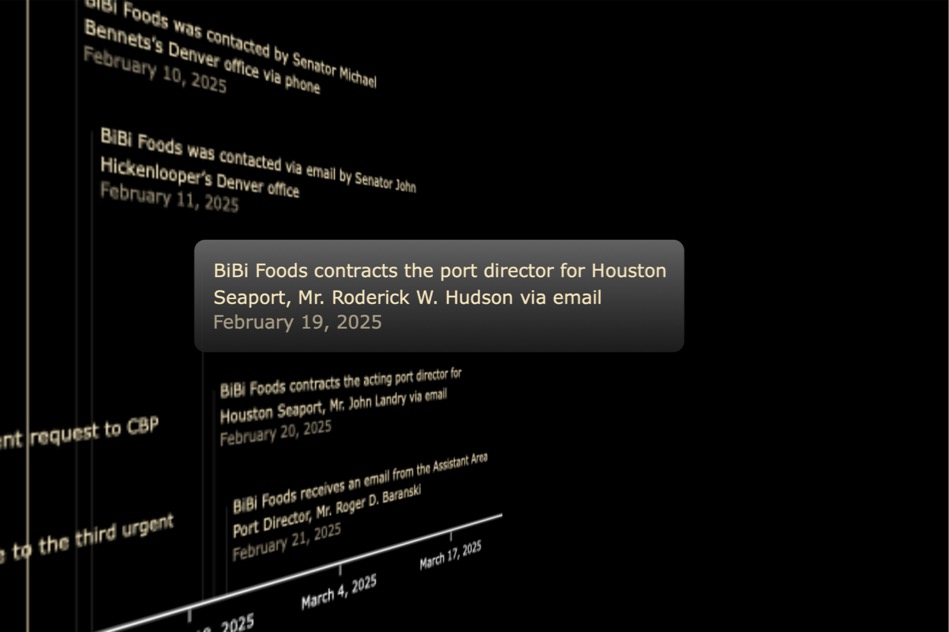 BiBi Foods was contacted by Senator Michael
Bennets's Denver office via phone
February 10, 2025
BiBi Foods was contacted via email by Senator John
Hickenlooper's Denver office
February 11, 2025
BiBi Foods contracts the port director for Houston
Seaport, Mr. Roderick W. Hudson via email
February 19, 2025
BiBi Foods contracts the acting port director for
Houston Seaport, Mr. John Landry via email
February 20, 2025
request to CBP
BiBi Foods receives an email from the Assistant Area
Port Director, Mr. Roger D. Baranski
February 21, 2025
to the third urgent
2025
March 4, 2025
March 17, 2025